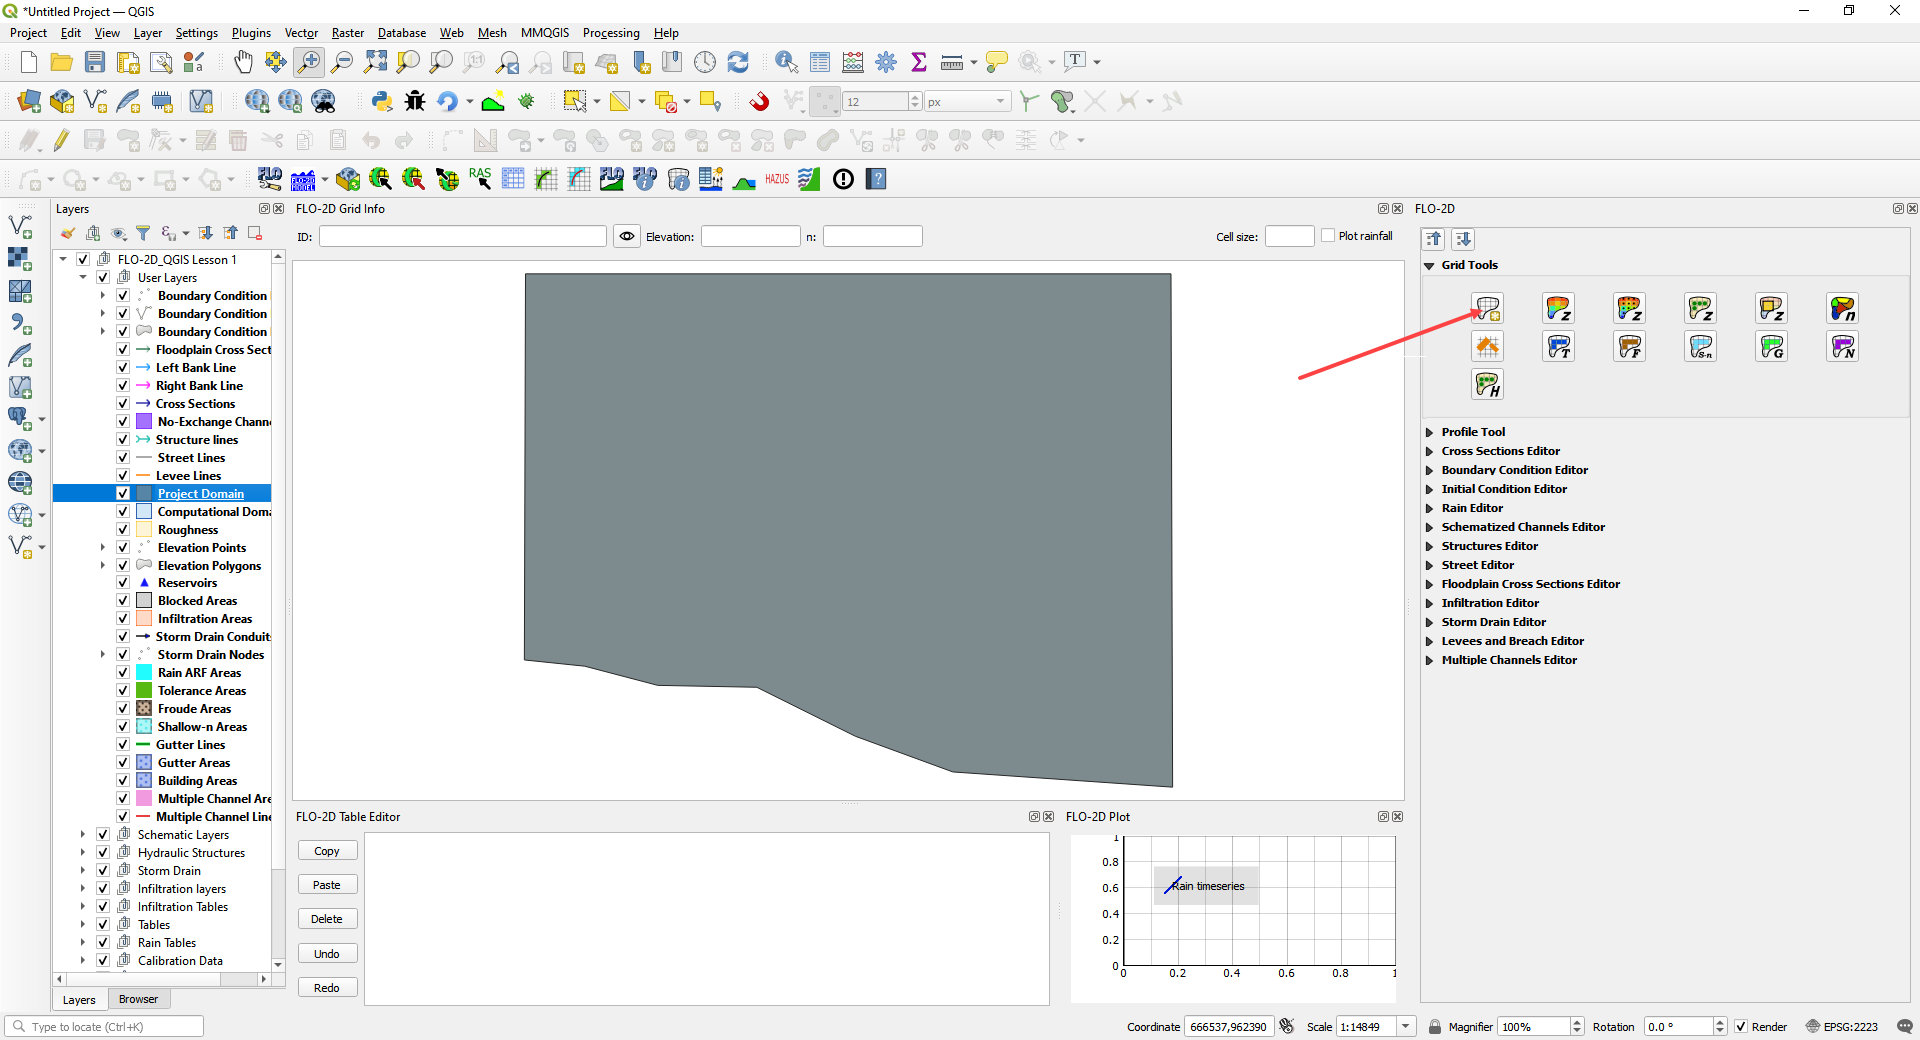 *Untitled Project — QGIS
Project Edit View Layer Settings Plugins Vector Raster Database Web Mesh MMQGIS Processing Help
12 px
RAS HAZUS
Layers
FLO-2D Grid Info
FLO-2D
ID: Elevation: n: Cell size: Plot rainfall
Grid Tools
FLO-2D_QGIS Lesson 1
User Layers
Boundary Condition
Boundary Condition
Boundary Condition
Floodplain Cross Sect
Left Bank Line
Right Bank Line
Cross Sections
No-Exchange Chann
Structure lines
Street Lines
Levee Lines
Project Domain
Computational Doma
Roughness
Elevation Points
Elevation Polygons
Reservoirs
Blocked Areas
Infiltration Areas
Storm Drain Conduit
Storm Drain Nodes
Rain ARF Areas
Tolerance Areas
Froude Areas
Shallow-n Areas
Gutter Lines
Gutter Areas
Building Areas
Multiple Channel Are
Multiple Channel Line
Schematic Layers
Hydraulic Structures
Storm Drain
Infiltration layers
Infiltration Tables
Tables
Rain Tables
Calibration Data
Layers Browser
Z Z Z Z n
T F S-n G N
H
Profile Tool
Cross Sections Editor
Boundary Condition Editor
Initial Condition Editor
Rain Editor
Schematized Channels Editor
Structures Editor
Street Editor
Floodplain Cross Sections Editor
Infiltration Editor
Storm Drain Editor
Levees and Breach Editor
Multiple Channels Editor
FLO-2D Table Editor
Copy
Paste
Delete
Undo
Redo
FLO-2D Plot
1
0.8
0.6
0.4
0.2
0
Rain timeseries
0 0.2 0.4 0.6 0.8 1
Type to locate (Ctrl+K)
Coordinate 666537,962390 Scale 1:14849 Magnifier 100% Rotation 0.0 ° Render EPSG:2223